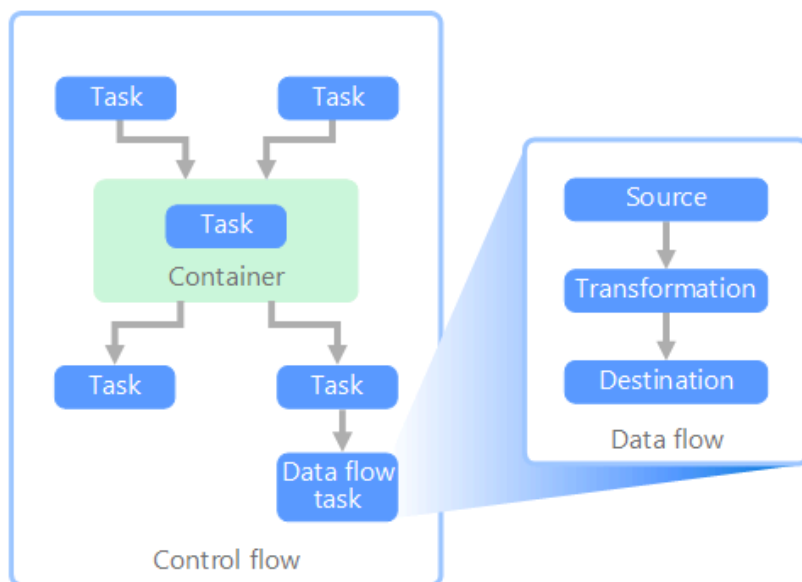 Task
Task
Task
Container
Task
Task
Data flow
task
Control flow
Source
Transformation
Destination
Data flow